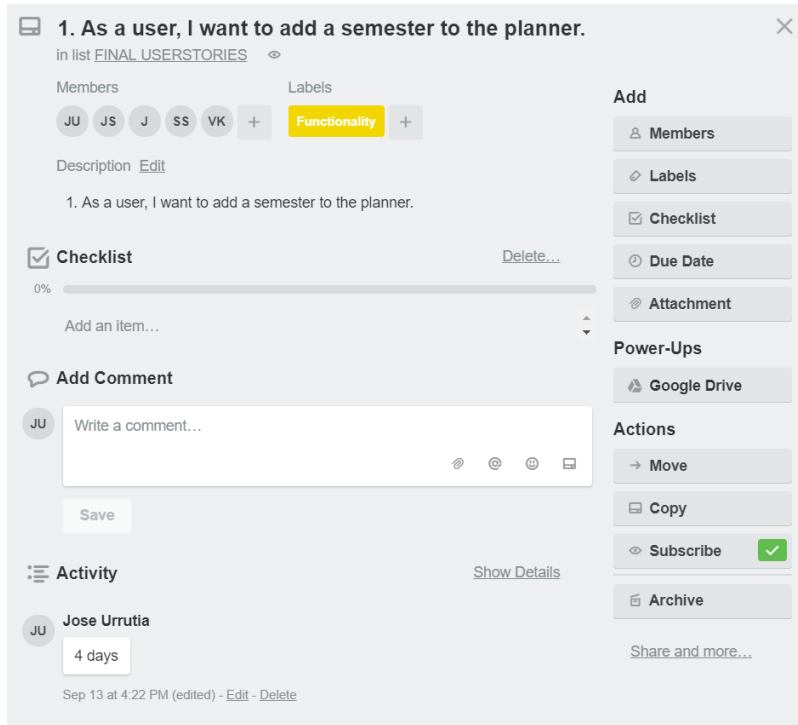 1. As a user, I want to add a semester to the planner.
in list FINAL USERSTORIES
Members
Labels
JU JS J SS VK +
Functionality +
Description Edit
1. As a user, I want to add a semester to the planner.
Checklist
Delete…
0%
Add an item…
Add Comment
JU
Write a comment…
Save
Activity
Show Details
JU
Jose Urrutia
4 days
Sep 13 at 4:22 PM (edited) - Edit - Delete
Add
Members
Labels
Checklist
Due Date
Attachment
Power-Ups
Google Drive
Actions
Move
Copy
Subscribe
Archive
Share and more…